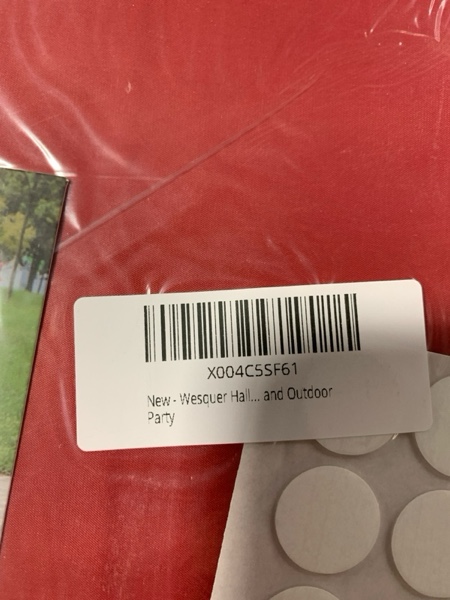 X004C5SF61
New - Wesquer Hall... and Outdoor
Party